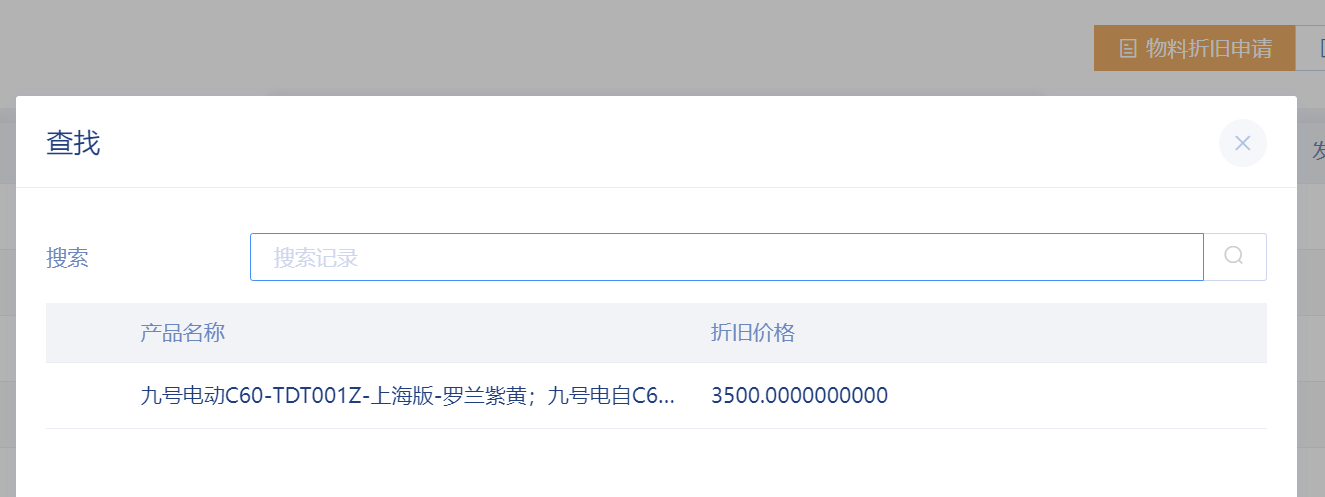 物料折旧申请
查找
搜索
搜索记录
产品名称 折旧价格
九号电动C60-TDT001Z-上海版-罗兰紫黄；九号电自C6... 3500.0000000000